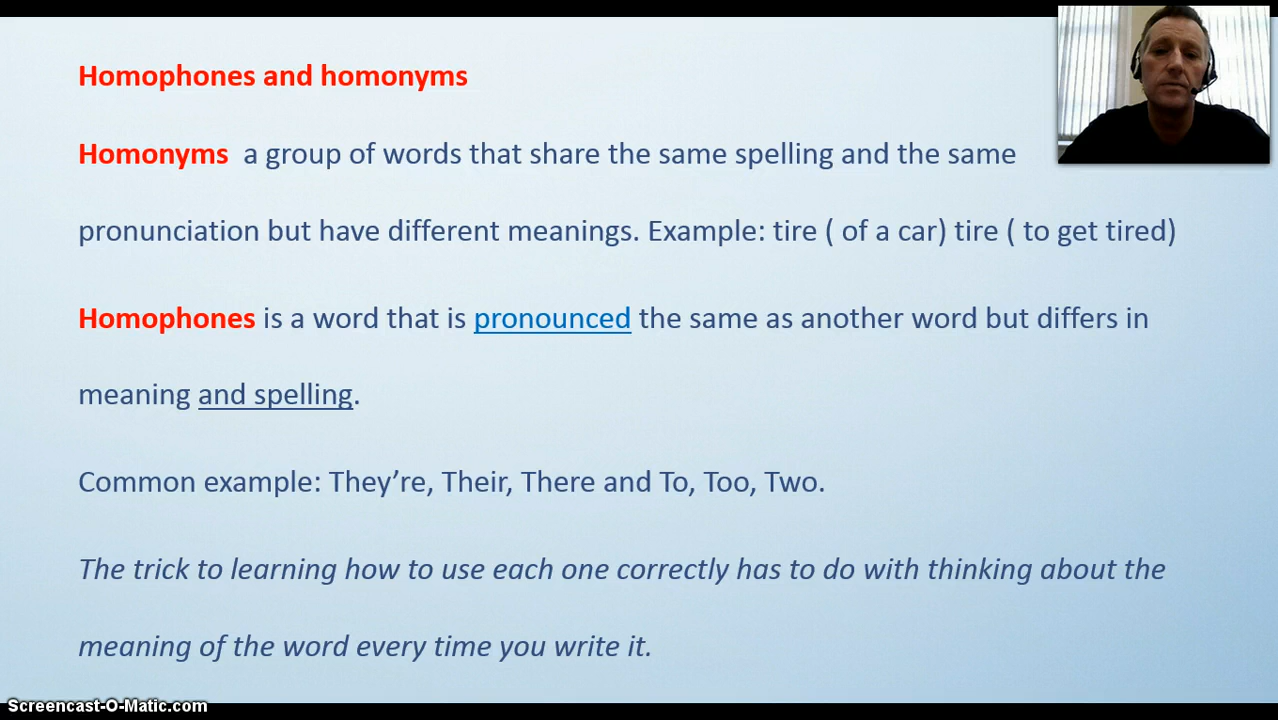 Homophones and homonyms
Homonyms a group of words that share the same spelling and the same
pronunciation but have different meanings. Example: tire ( of a car) tire ( to get tired)
Homophones is a word that is pronounced the same as another word but differs in
meaning and spelling.
Common example: They’re, Their, There and To, Too, Two.
The trick to learning how to use each one correctly has to do with thinking about the
meaning of the word every time you write it.
Screencast-O-Matic.com